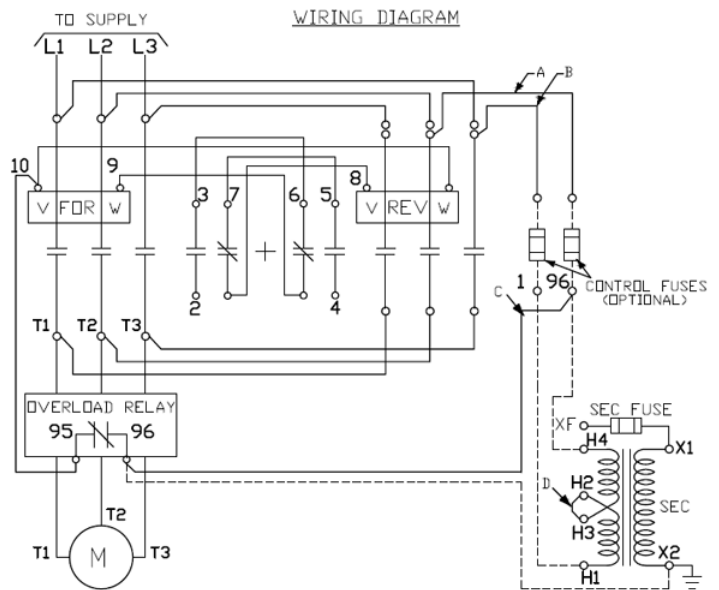 TO SUPPLY
WIRING DIAGRAM
L1 L2 L3
A B
10 9 3 7 6 5 8
V FOR W
V REV W
+
2 4
C 1 96
CONTROL FUSES
(OPTIONAL)
T1 T2 T3
OVERLOAD RELAY
95 96
SEC FUSE
XF
H4 X1
H2
D
H3
SEC
T2
T1 M T3
H1 X2